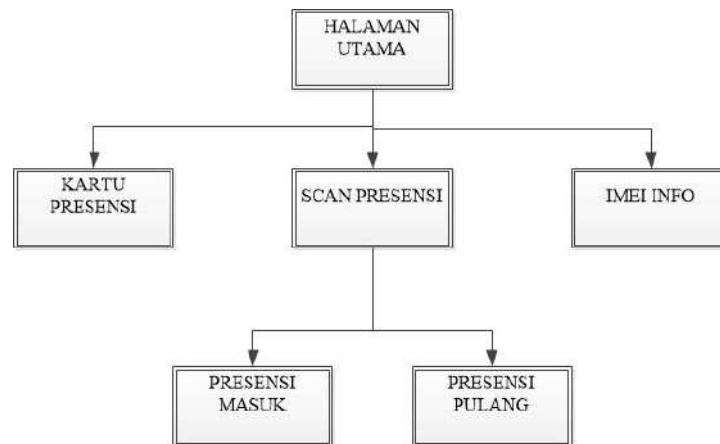 HALAMAN
UTAMA
KARTU
PRESENSI
SCAN PRESENSI
IMEI INFO
PRESENSI
MASUK
PRESENSI
PULANG